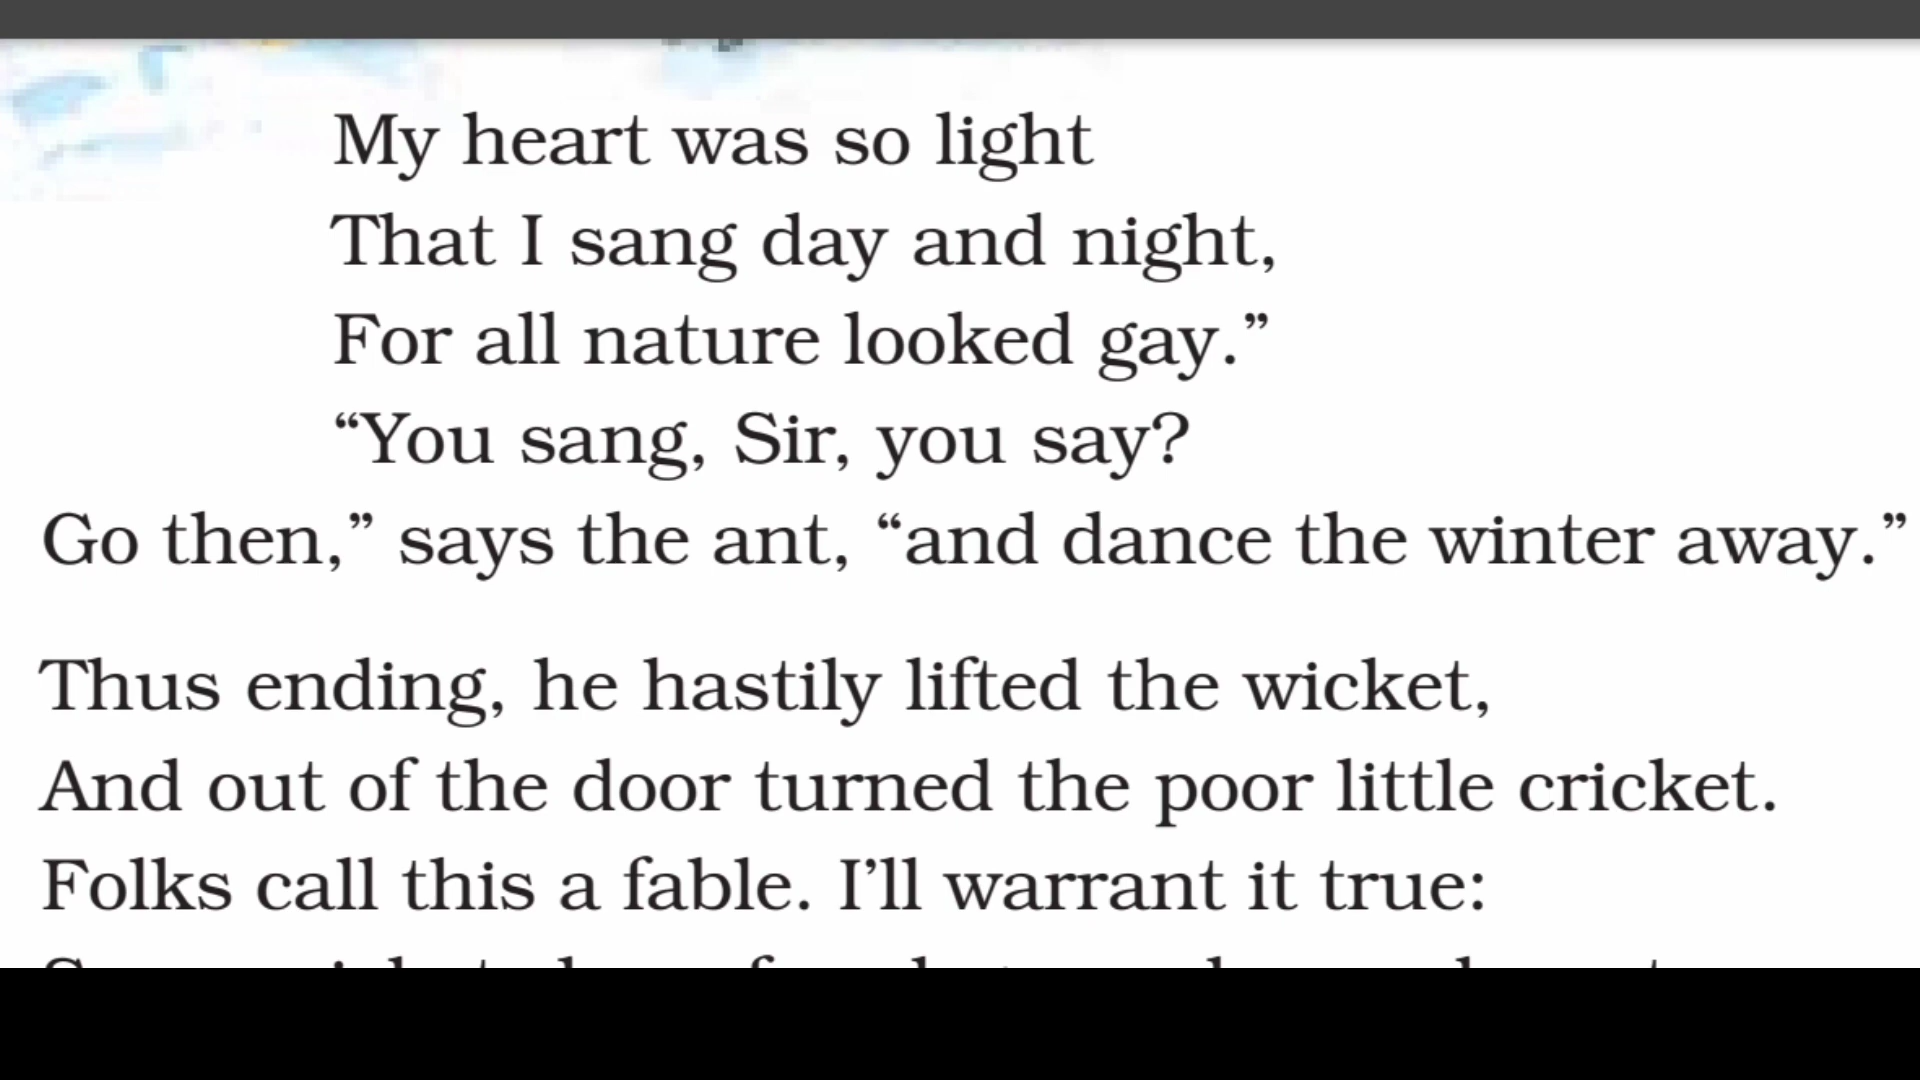 My heart was so light
That I sang day and night,
For all nature looked gay.”
“You sang, Sir, you say?
Go then,” says the ant, “and dance the winter away.”
Thus ending, he hastily lifted the wicket,
And out of the door turned the poor little cricket.
Folks call this a fable. I’ll warrant it true: